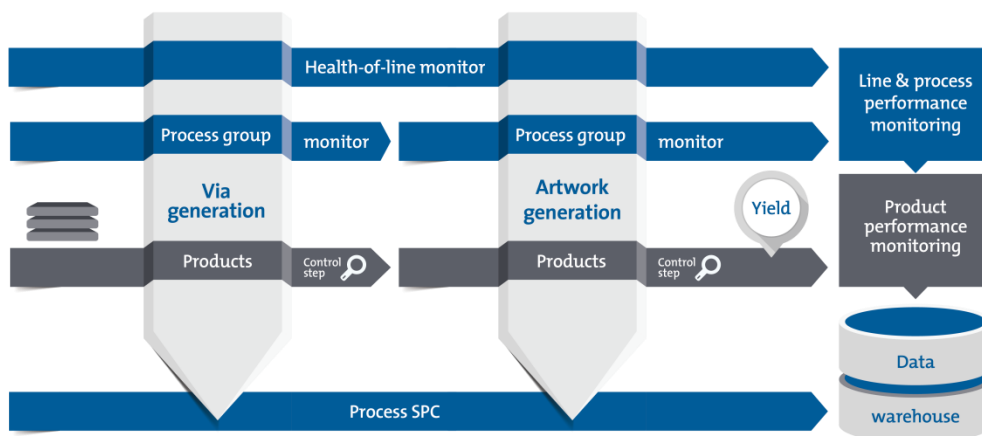 Health-of-line monitor
Line & process
performance
monitoring
Process group
monitor
Process group
monitor
Via
generation
Artwork
generation
Yield
Product
performance
monitoring
Products
Control
step
Products
Control
step
Data
warehouse
Process SPC